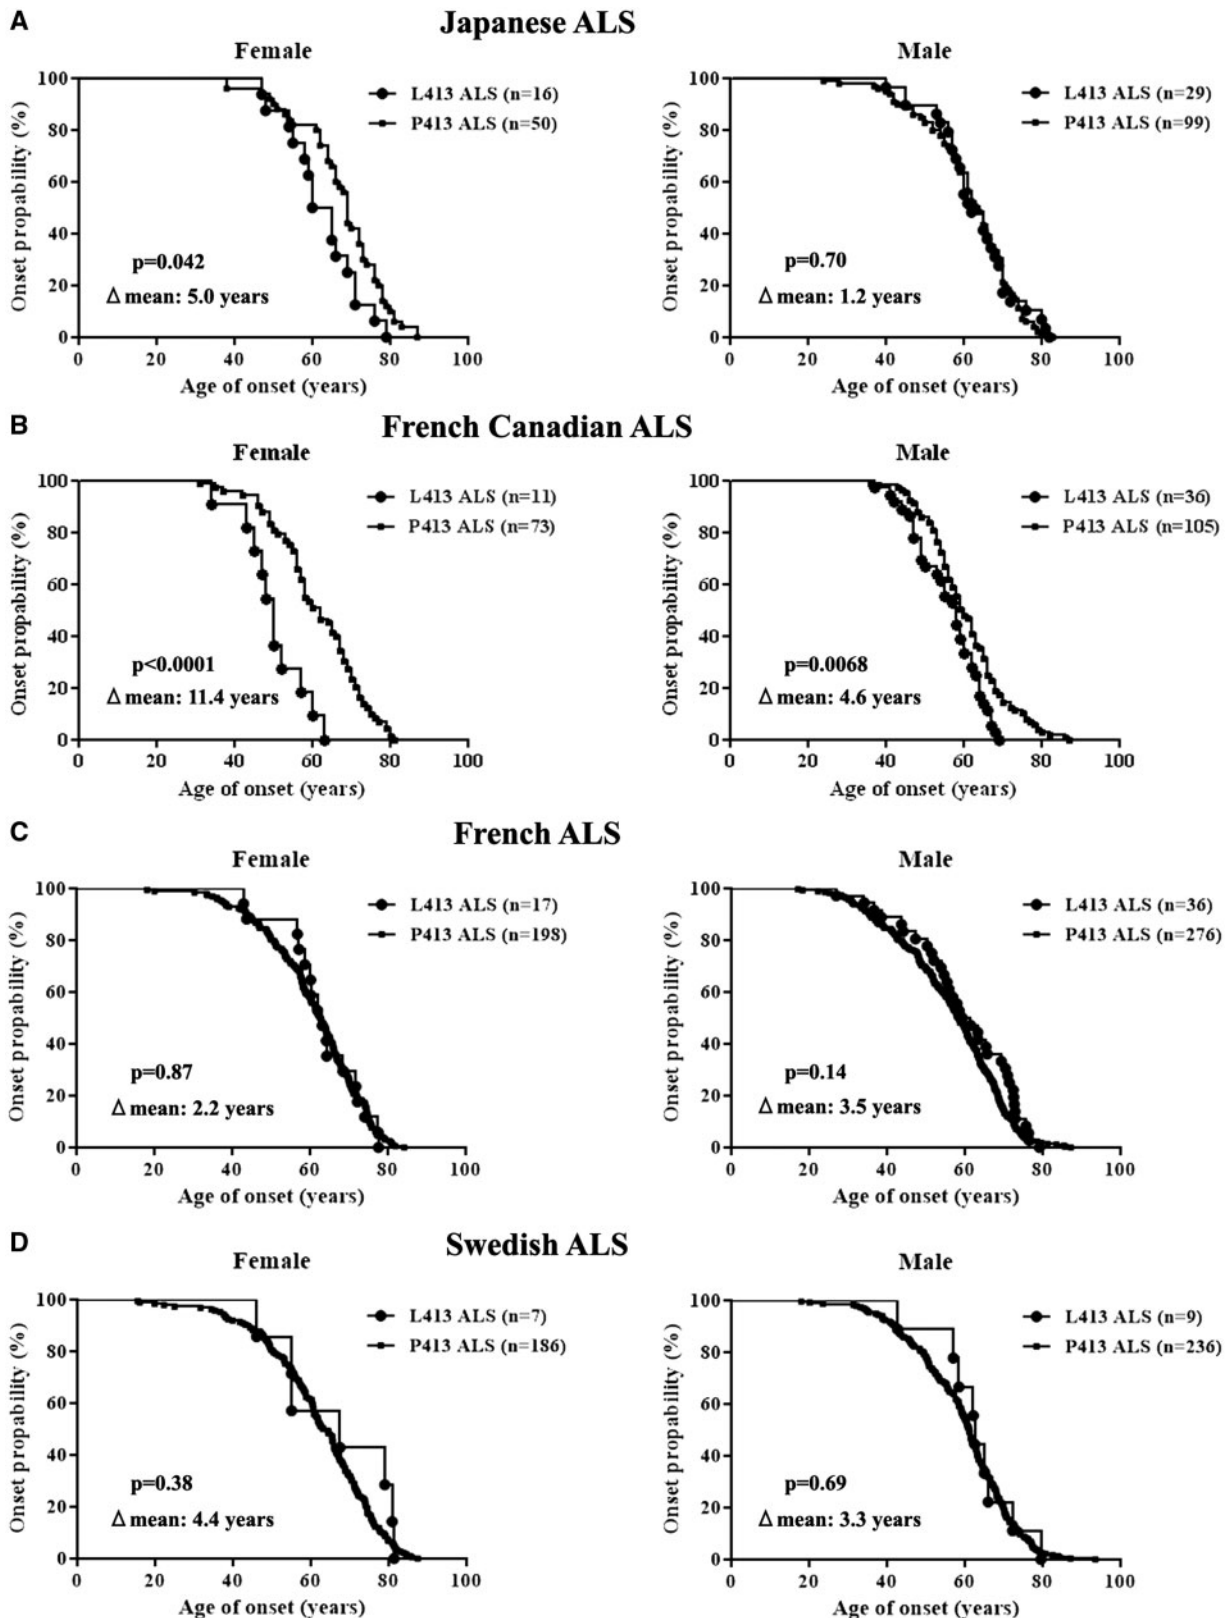 A
Japanese ALS
Female
Onset propability (%)
100
80
60
40
20
0
L413 ALS (n=16)
P413 ALS (n=50)
p=0.042
Δ mean: 5.0 years
0 20 40 60 80 100
Age of onset (years)
Male
Onset propability (%)
100
80
60
40
20
0
L413 ALS (n=29)
P413 ALS (n=99)
p=0.70
Δ mean: 1.2 years
0 20 40 60 80 100
Age of onset (years)
B
French Canadian ALS
Female
Onset propability (%)
100
80
60
40
20
0
L413 ALS (n=11)
P413 ALS (n=73)
p<0.0001
Δ mean: 11.4 years
0 20 40 60 80 100
Age of onset (years)
Male
Onset propability (%)
100
80
60
40
20
0
L413 ALS (n=36)
P413 ALS (n=105)
p=0.0068
Δ mean: 4.6 years
0 20 40 60 80 100
Age of onset (years)
C
French ALS
Female
Onset propability (%)
100
80
60
40
20
0
L413 ALS (n=17)
P413 ALS (n=198)
p=0.87
Δ mean: 2.2 years
0 20 40 60 80 100
Age of onset (years)
Male
Onset propability (%)
100
80
60
40
20
0
L413 ALS (n=36)
P413 ALS (n=276)
p=0.14
Δ mean: 3.5 years
0 20 40 60 80 100
Age of onset (years)
D
Swedish ALS
Female
Onset propability (%)
100
80
60
40
20
0
L413 ALS (n=7)
P413 ALS (n=186)
p=0.38
Δ mean: 4.4 years
0 20 40 60 80 100
Age of onset (years)
Male
Onset propability (%)
100
80
60
40
20
0
L413 ALS (n=9)
P413 ALS (n=236)
p=0.69
Δ mean: 3.3 years
0 20 40 60 80 100
Age of onset (years)